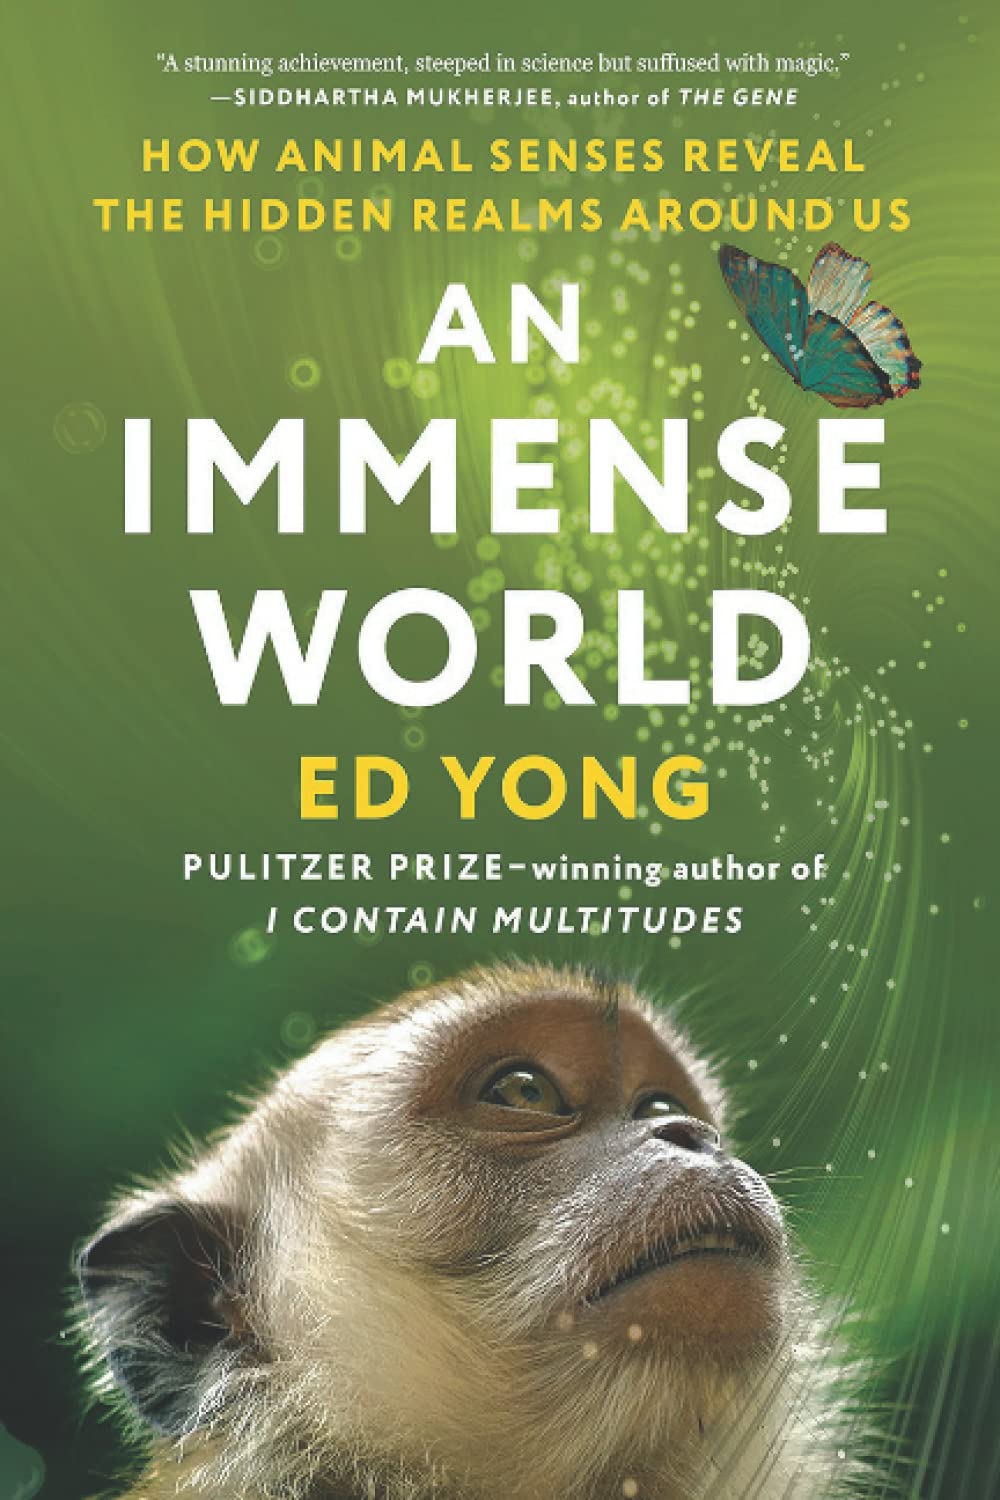 “A stunning achievement, steeped in science but suffused with magic.”
—SIDDHARTHA MUKHERJEE, author of THE GENE
HOW ANIMAL SENSES REVEAL
THE HIDDEN REALMS AROUND US
AN
IMMENSE
WORLD
ED YONG
PULITZER PRIZE–winning author of
I CONTAIN MULTITUDES